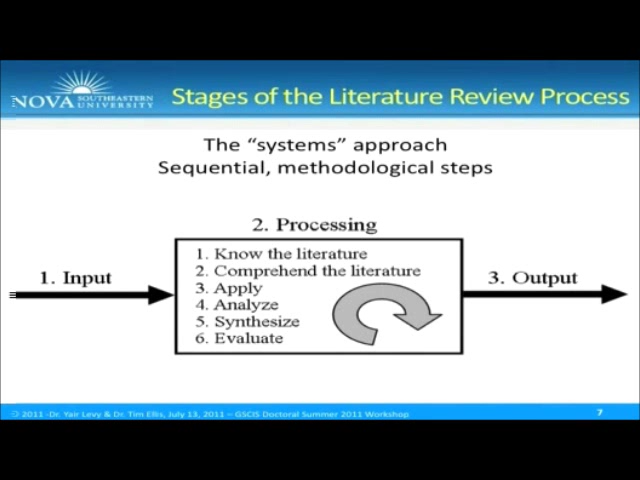 NOVA SOUTHEASTERN UNIVERSITY
Stages of the Literature Review Process
The “systems” approach
Sequential, methodological steps
2. Processing
1. Input
1. Know the literature
2. Comprehend the literature
3. Apply
4. Analyze
5. Synthesize
6. Evaluate
3. Output
© 2011 -Dr. Yair Levy & Dr. Tim Ellis, July 13, 2011 – GSCIS Doctoral Summer 2011 Workshop
7